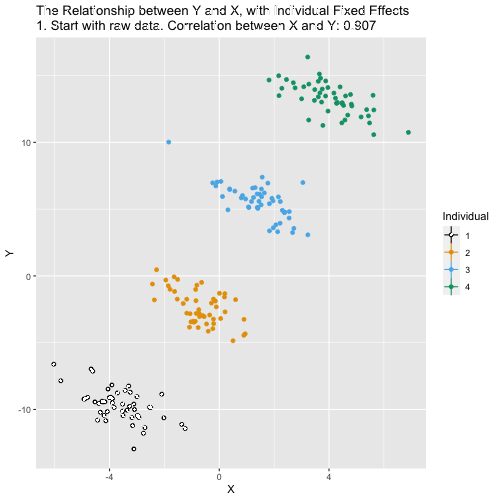 The Relationship between Y and X, with Individual Fixed Effects
1. Start with raw data. Correlation between X and Y: 0.907
10
0
-10
Y
-4
0
4
X
Individual
1
2
3
4